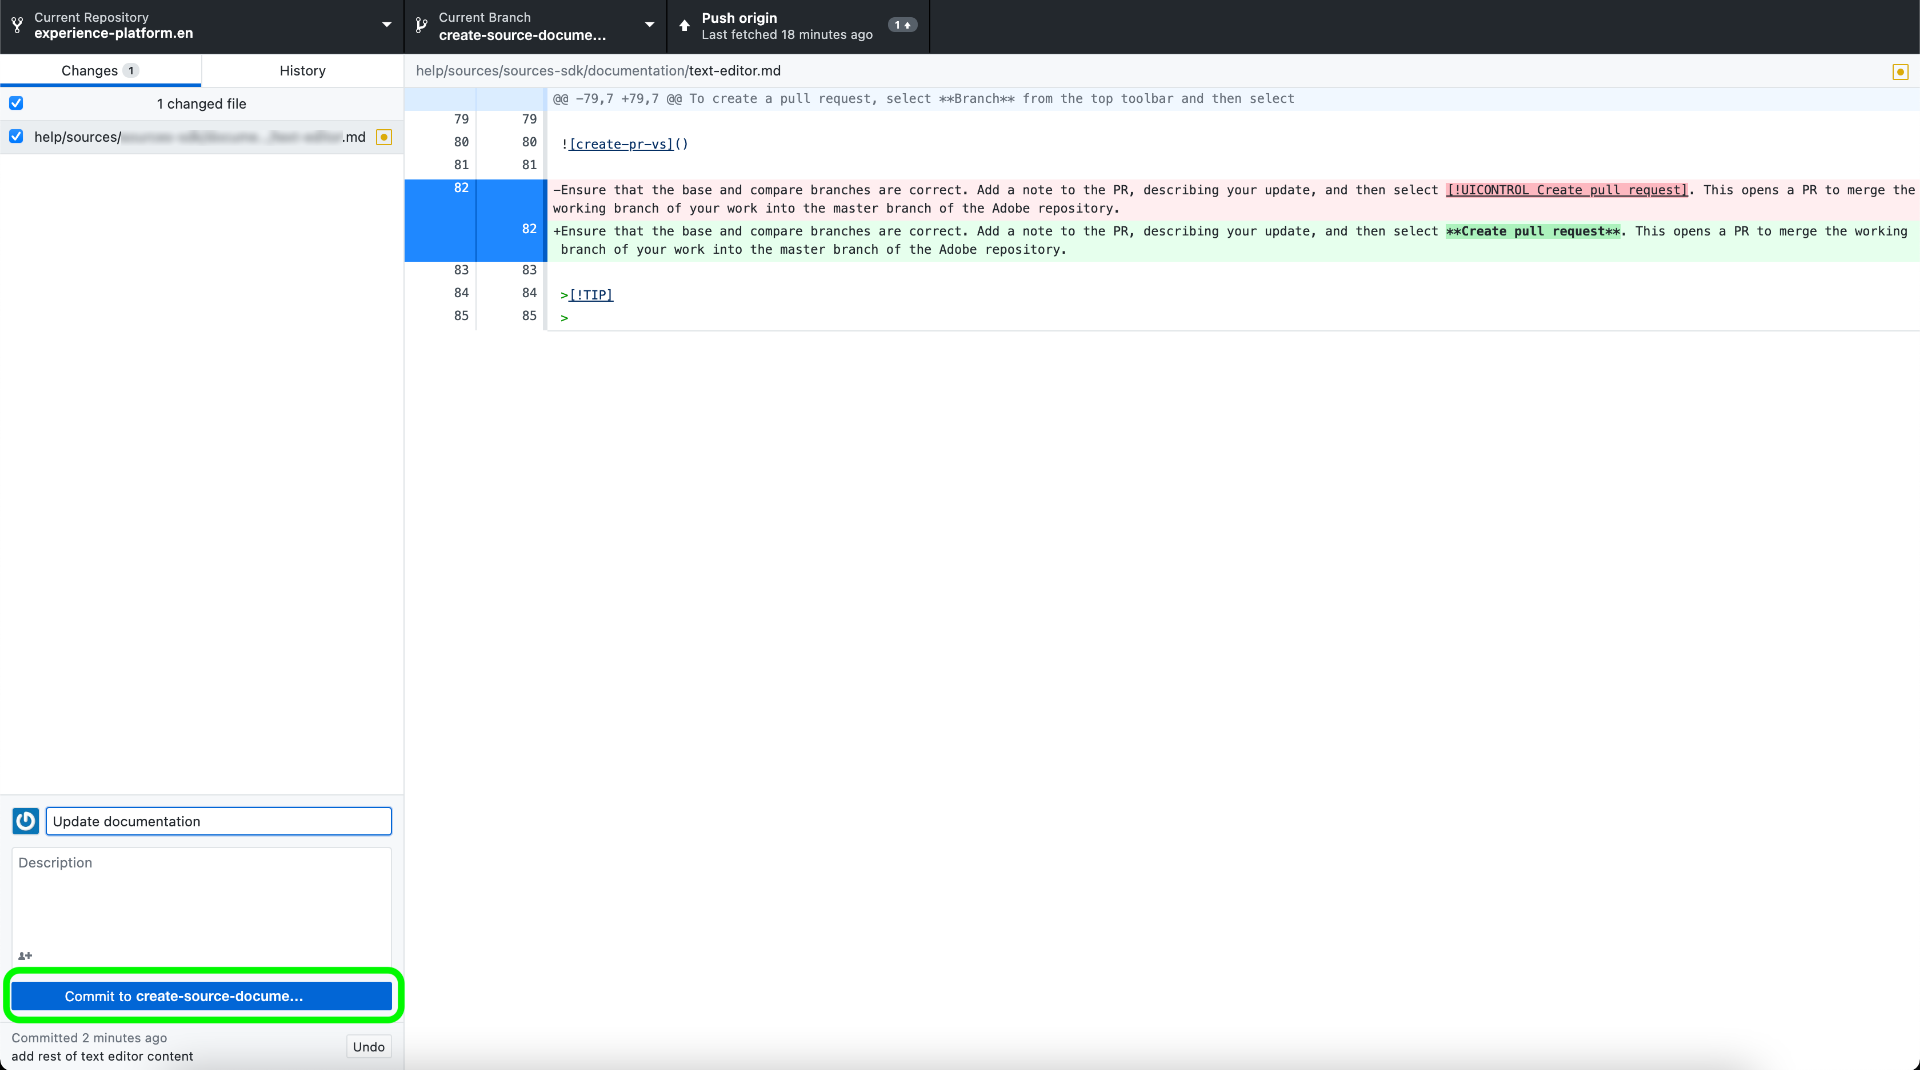 Current Repository
experience-platform.en
Current Branch
create-source-docume...
Push origin
Last fetched 18 minutes ago
1
Changes 1
History
help/sources/sources-sdk/documentation/text-editor.md
1 changed file
help/sources/
.md
@@ -79,7 +79,7 @@ To create a pull request, select **Branch** from the top toolbar and then select
79 79
80 80 ![create-pr-vs]()
81 81
82 -Ensure that the base and compare branches are correct. Add a note to the PR, describing your update, and then select [!UICONTROL Create pull request]. This opens a PR to merge the
working branch of your work into the master branch of the Adobe repository.
82 +Ensure that the base and compare branches are correct. Add a note to the PR, describing your update, and then select **Create pull request**. This opens a PR to merge the working
branch of your work into the master branch of the Adobe repository.
83 83
84 84 >[!TIP]
85 85 >
Update documentation
Description
Commit to create-source-docume...
Committed 2 minutes ago
add rest of text editor content
Undo